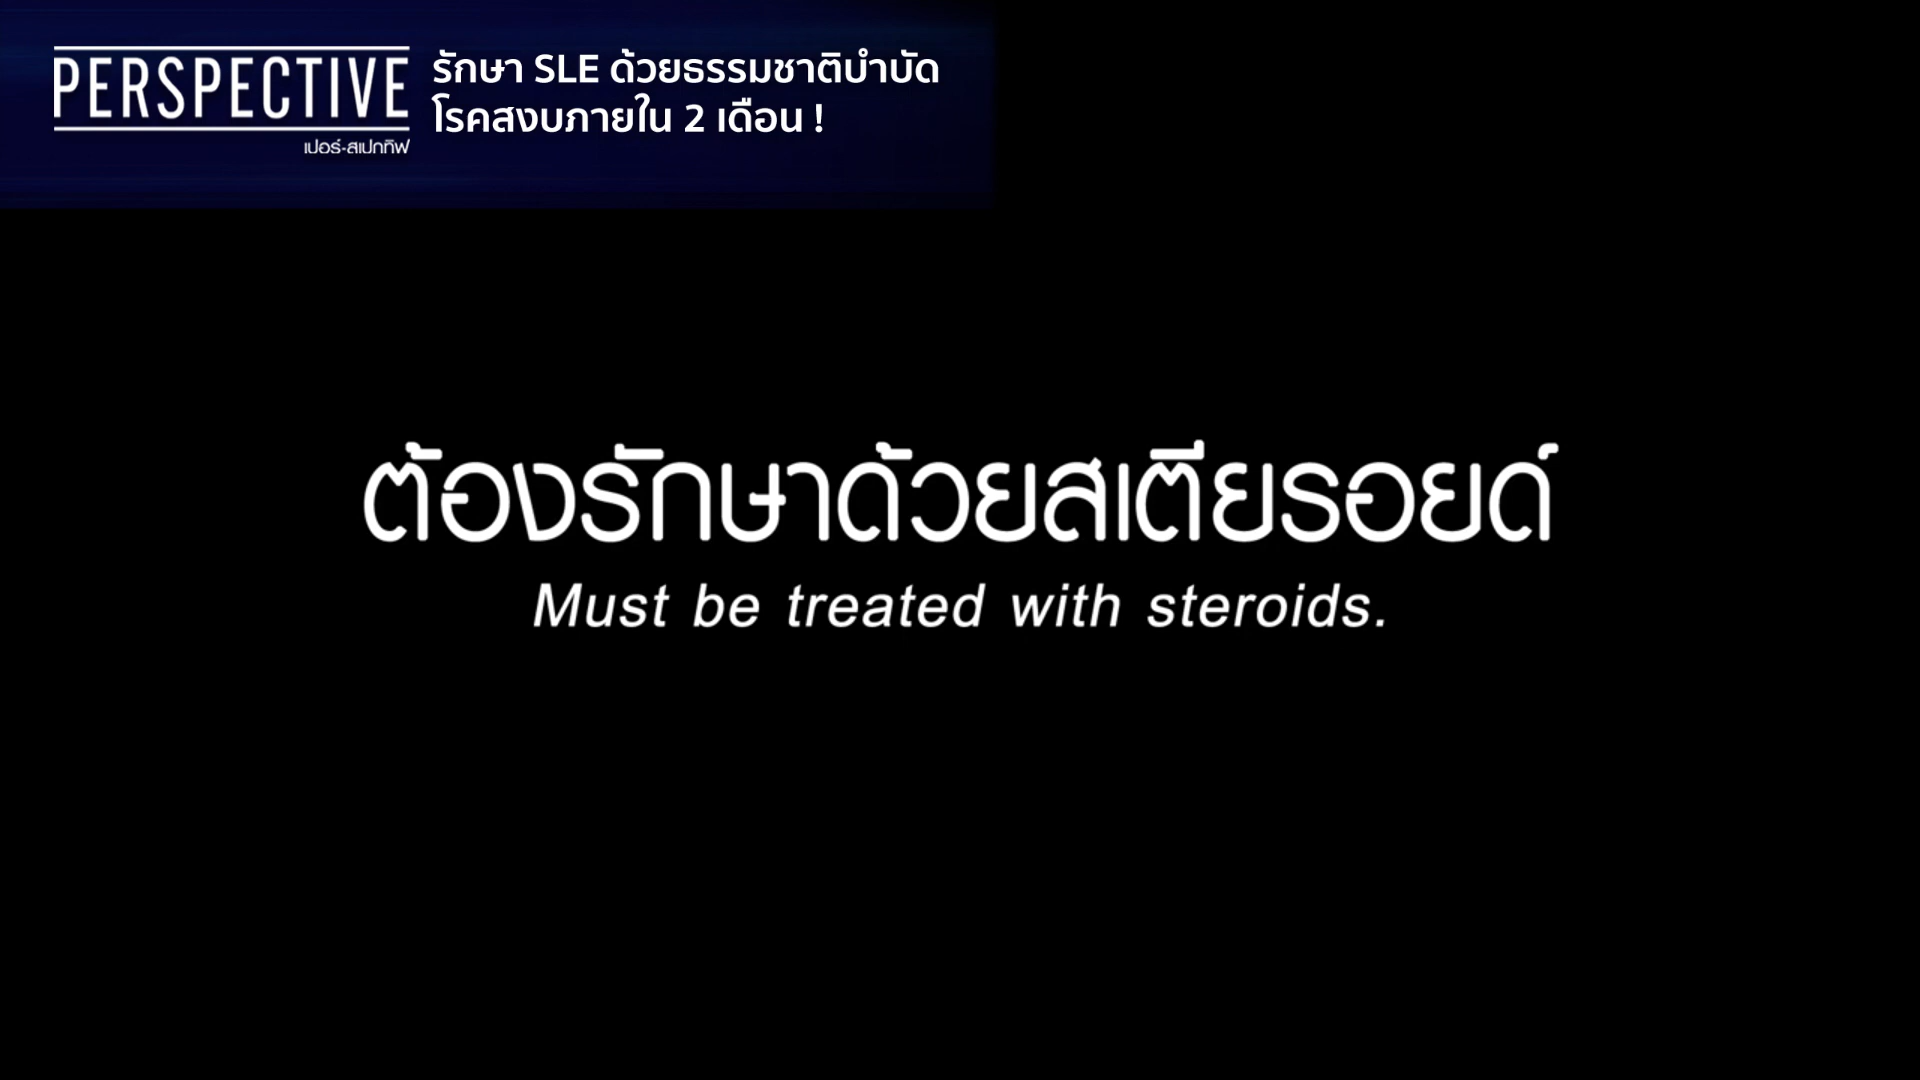 PERSPECTIVE
เปอร์-สเปกทิฟ
รักษา SLE ด้วยธรรมชาติบำบัด
โรคสงบภายใน 2 เดือน !
ต้องรักษาด้วยสเตียรอยด์
Must be treated with steroids.